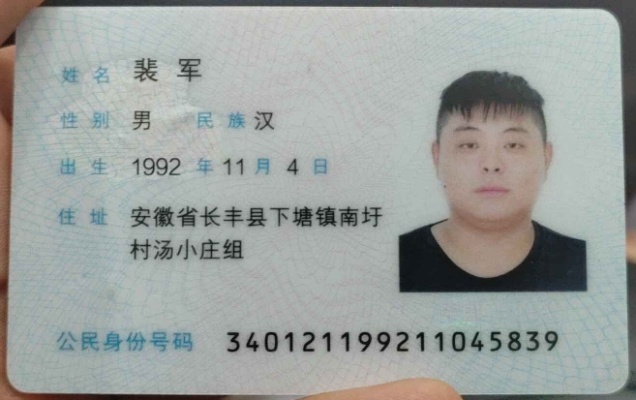 姓名 裴军
性别 男 民族 汉
出生 1992 年 11 月 4 日
住址 安徽省长丰县下塘镇南圩
村汤小庄组
公民身份号码 340121199211045839